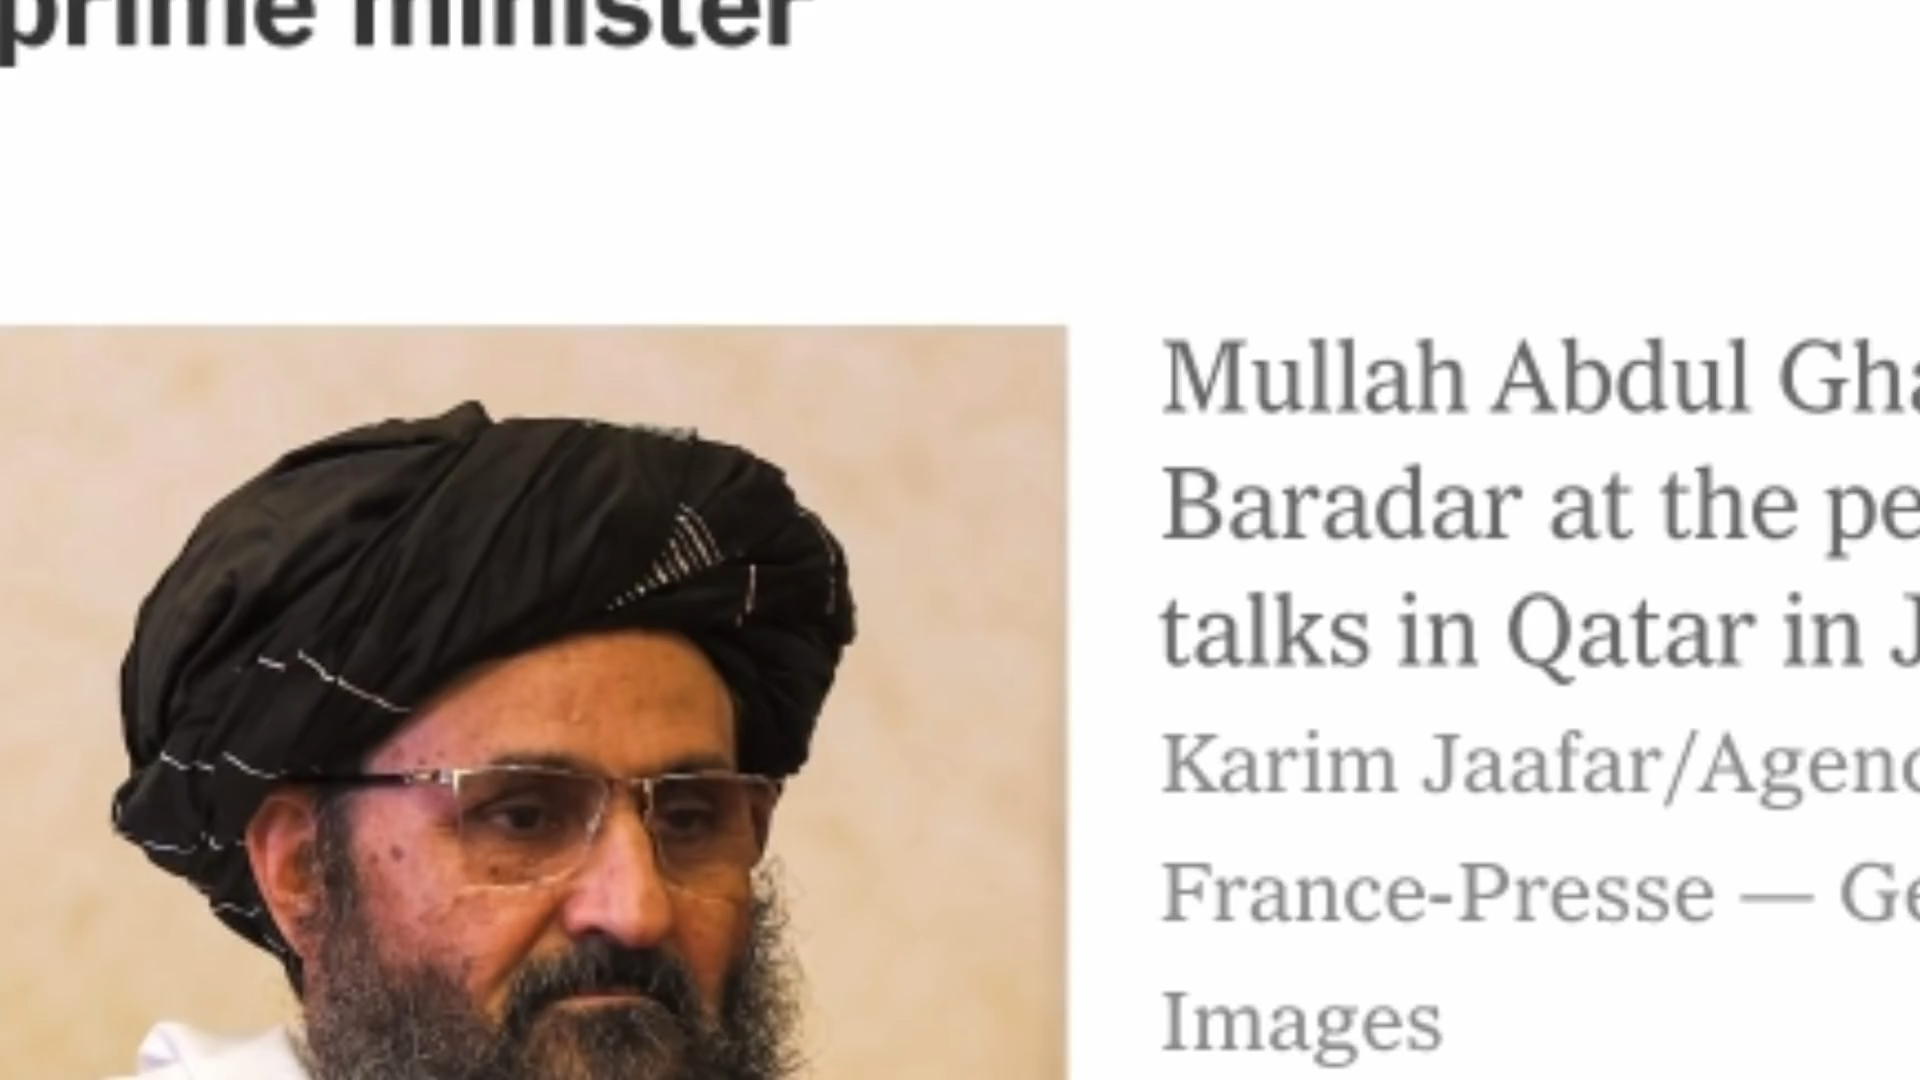 prime minister
Mullah Abdul Gha
Baradar at the pe
talks in Qatar in J
Karim Jaafar/Agenc
France-Presse — Ge
Images